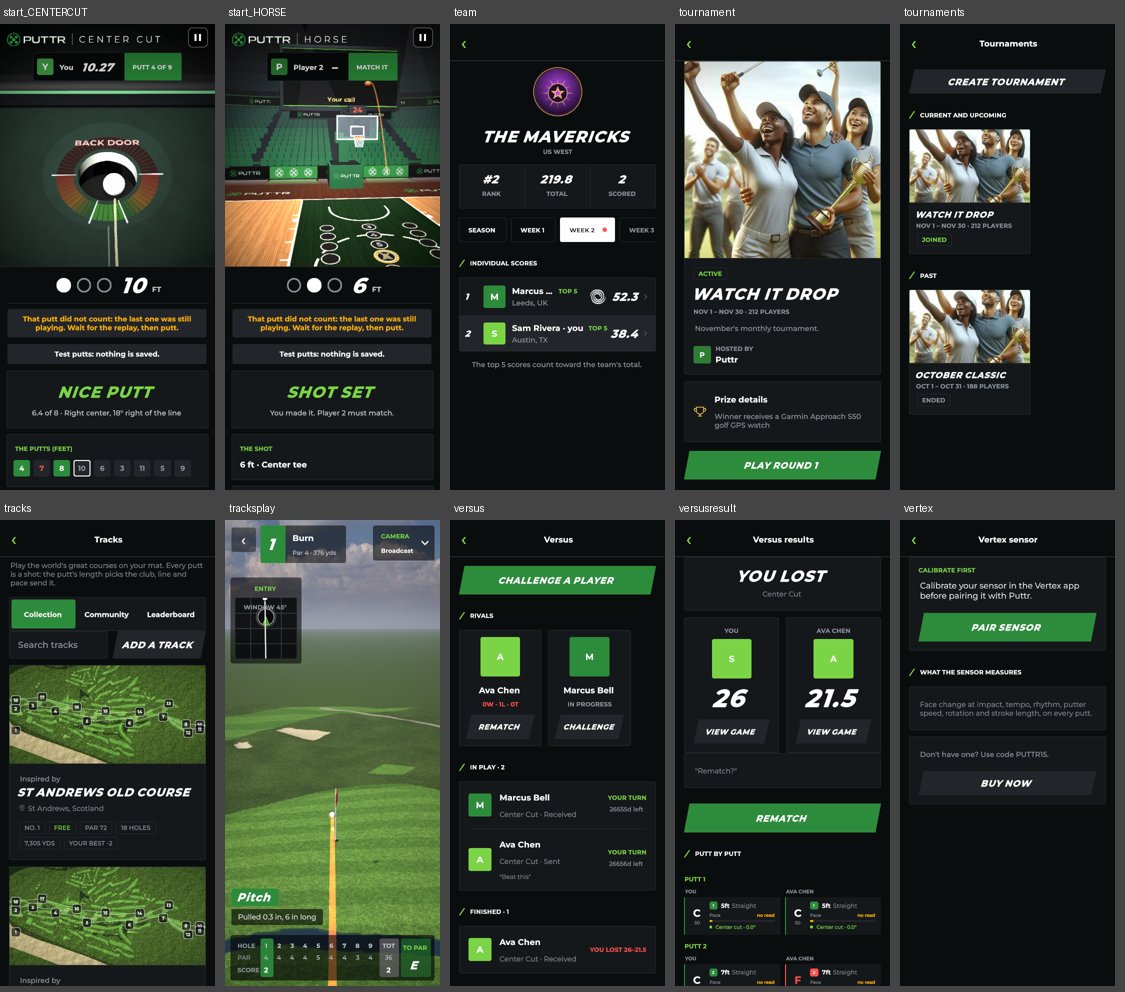 start_CENTERCUT
PUTTR | CENTER CUT
Y You 10.27 PUTT 4 OF 9
BACK DOOR
10 FT
That putt did not count: the last one was still
playing. Wait for the replay, then putt.
Test putts: nothing is saved.
NICE PUTT
6.4 of 8 · Right center, 18° right of the line
THE PUTTS (FEET)
4 7 8 10 6 3 11 5 9
start_HORSE
PUTTR | HORSE
P Player 2 – MATCH IT
Your call
24
PUTTR
6 FT
That putt did not count: the last one was still
playing. Wait for the replay, then putt.
Test putts: nothing is saved.
SHOT SET
You made it. Player 2 must match.
THE SHOT
6 ft · Center tee
team
THE MAVERICKS
US WEST
#2 219.8 2
RANK TOTAL SCORED
SEASON WEEK 1 WEEK 2 WEEK 3
INDIVIDUAL SCORES
1 M Marcus ... TOP 5 52.3
Leeds, UK
2 S Sam Rivera · you TOP 5 38.4
Austin, TX
The top 5 scores count toward the team's total.
tournament
ACTIVE
WATCH IT DROP
NOV 1 – NOV 30 · 212 PLAYERS
November's monthly tournament.
P HOSTED BY
Puttr
Prize details
Winner receives a Garmin Approach S50
golf GPS watch
PLAY ROUND 1
tournaments
Tournaments
CREATE TOURNAMENT
CURRENT AND UPCOMING
WATCH IT DROP
NOV 1 – NOV 30 · 212 PLAYERS
JOINED
PAST
OCTOBER CLASSIC
OCT 1 – OCT 31 · 188 PLAYERS
ENDED
tracks
Tracks
Play the world's great courses on your mat. Every putt
is a shot: the putt's length picks the club, line and
pace send it.
Collection Community Leaderboard
Search tracks ADD A TRACK
Inspired by
ST ANDREWS OLD COURSE
St Andrews, Scotland
NO. 1 FREE PAR 72 18 HOLES
7,305 YDS YOUR BEST -2
Inspired by
tracksplay
1 Burn
Par 4 · 376 yds
CAMERA
Broadcast
ENTRY
WINDOW 45°
Pitch
Pulled 0.3 in, 6 in long
HOLE 1 2 3 4 5 6 7 8 9 TOT TO PAR
PAR 4 4 4 4 5 4 4 3 4 36 E
SCORE 2 2
versus
Versus
CHALLENGE A PLAYER
RIVALS
A M
Ava Chen Marcus Bell
0W · 1L · 0T IN PROGRESS
REMATCH CHALLENGE
IN PLAY · 2
M Marcus Bell YOUR TURN
Center Cut · Received 26655d left
A Ava Chen YOUR TURN
Center Cut · Sent 26656d left
"Beat this"
FINISHED · 1
A Ava Chen YOU LOST 26–21.5
Center Cut · Received
versusresult
Versus results
YOU LOST
Center Cut
YOU AVA CHEN
S A
26 21.5
VIEW GAME VIEW GAME
"Rematch?"
REMATCH
PUTT BY PUTT
PUTT 1
YOU AVA CHEN
C 1 5ft Straight C 1 5ft Straight
50 Pace no read 50 Pace no read
Center cut · 0.0° Center cut · 0.0°
PUTT 2
YOU AVA CHEN
C 2 7ft Straight F 2 7ft Straight
Pace no read Pace no read
vertex
Vertex sensor
CALIBRATE FIRST
Calibrate your sensor in the Vertex app
before pairing it with Puttr.
PAIR SENSOR
WHAT THE SENSOR MEASURES
Face change at impact, tempo, rhythm, putter
speed, rotation and stroke length, on every putt.
Don't have one? Use code PUTTR15.
BUY NOW